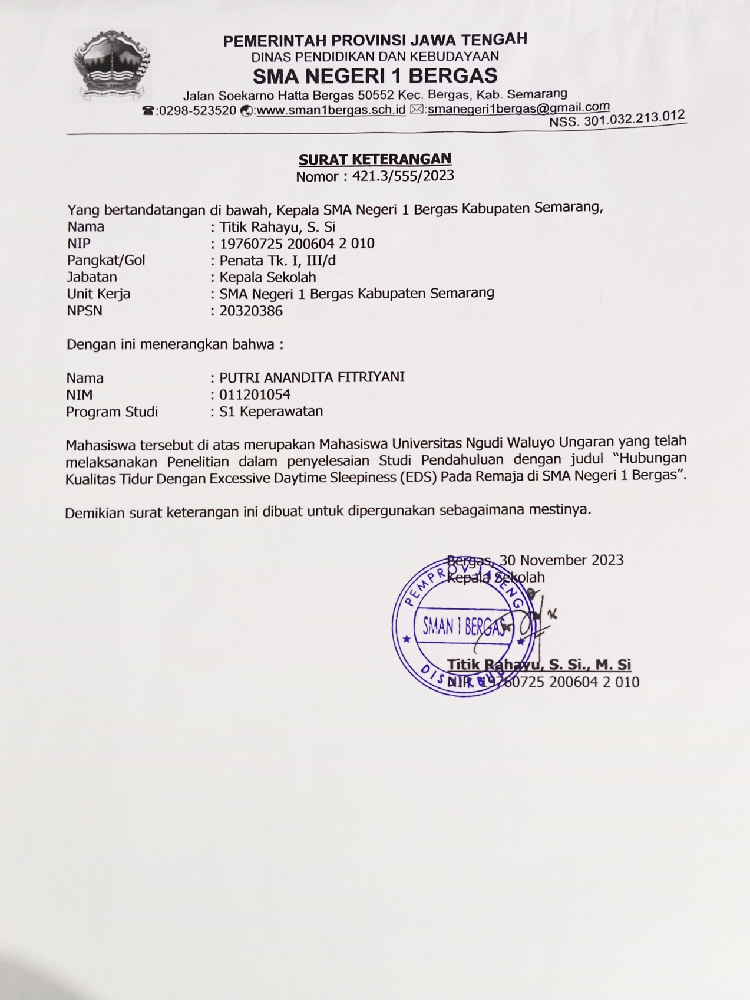 PEMERINTAH PROVINSI JAWA TENGAH
DINAS PENDIDIKAN DAN KEBUDAYAAN
SMA NEGERI 1 BERGAS
Jalan Soekarno Hatta Bergas 50552 Kec. Bergas, Kab. Semarang
☎:0298-523520 :www.sman1bergas.sch.id ✉:smanegeri1bergas@gmail.com
NSS. 301.032.213.012
SURAT KETERANGAN
Nomor : 421.3/555/2023
Yang bertandatangan di bawah, Kepala SMA Negeri 1 Bergas Kabupaten Semarang,
Nama : Titik Rahayu, S. Si
NIP : 19760725 200604 2 010
Pangkat/Gol : Penata Tk. I, III/d
Jabatan : Kepala Sekolah
Unit Kerja : SMA Negeri 1 Bergas Kabupaten Semarang
NPSN : 20320386
Dengan ini menerangkan bahwa :
Nama : PUTRI ANANDITA FITRIYANI
NIM : 011201054
Program Studi : S1 Keperawatan
Mahasiswa tersebut di atas merupakan Mahasiswa Universitas Ngudi Waluyo Ungaran yang telah
melaksanakan Penelitian dalam penyelesaian Studi Pendahuluan dengan judul “Hubungan
Kualitas Tidur Dengan Excessive Daytime Sleepiness (EDS) Pada Remaja di SMA Negeri 1 Bergas”.
Demikian surat keterangan ini dibuat untuk dipergunakan sebagaimana mestinya.
Bergas, 30 November 2023
Kepala Sekolah
PEMPROV JATENG
SMAN 1 BERGAS
DISDIKBUD
Titik Rahayu, S. Si., M. Si
NIP. 19760725 200604 2 010